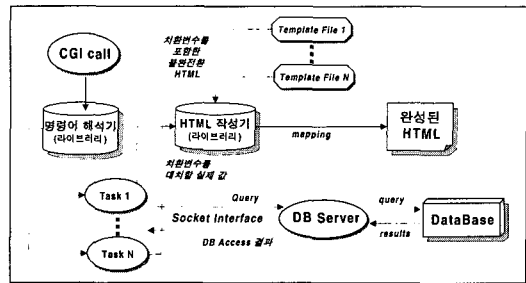 Template File 1
치환변수를
포함한
불완전환
HTML
CGI call
Template File N
명령어 해석기
(라이브러리)
HTML 작성기
(라이브러리)
mapping
완성된
HTML
치환변수를
대치할 실제 값
Task 1
Query
Socket Interface
DB Server
query
DataBase
results
DB Access 결과
Task N